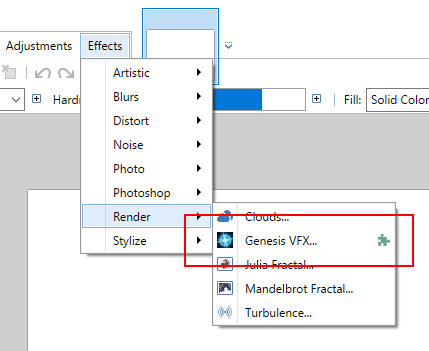 Adjustments Effects
Artistic
Blurs
Distort
Noise
Photo
Photoshop
Render
Stylize
Fill: Solid Color
Clouds...
Genesis VFX...
Julia Fractal...
Mandelbrot Fractal...
Turbulence...